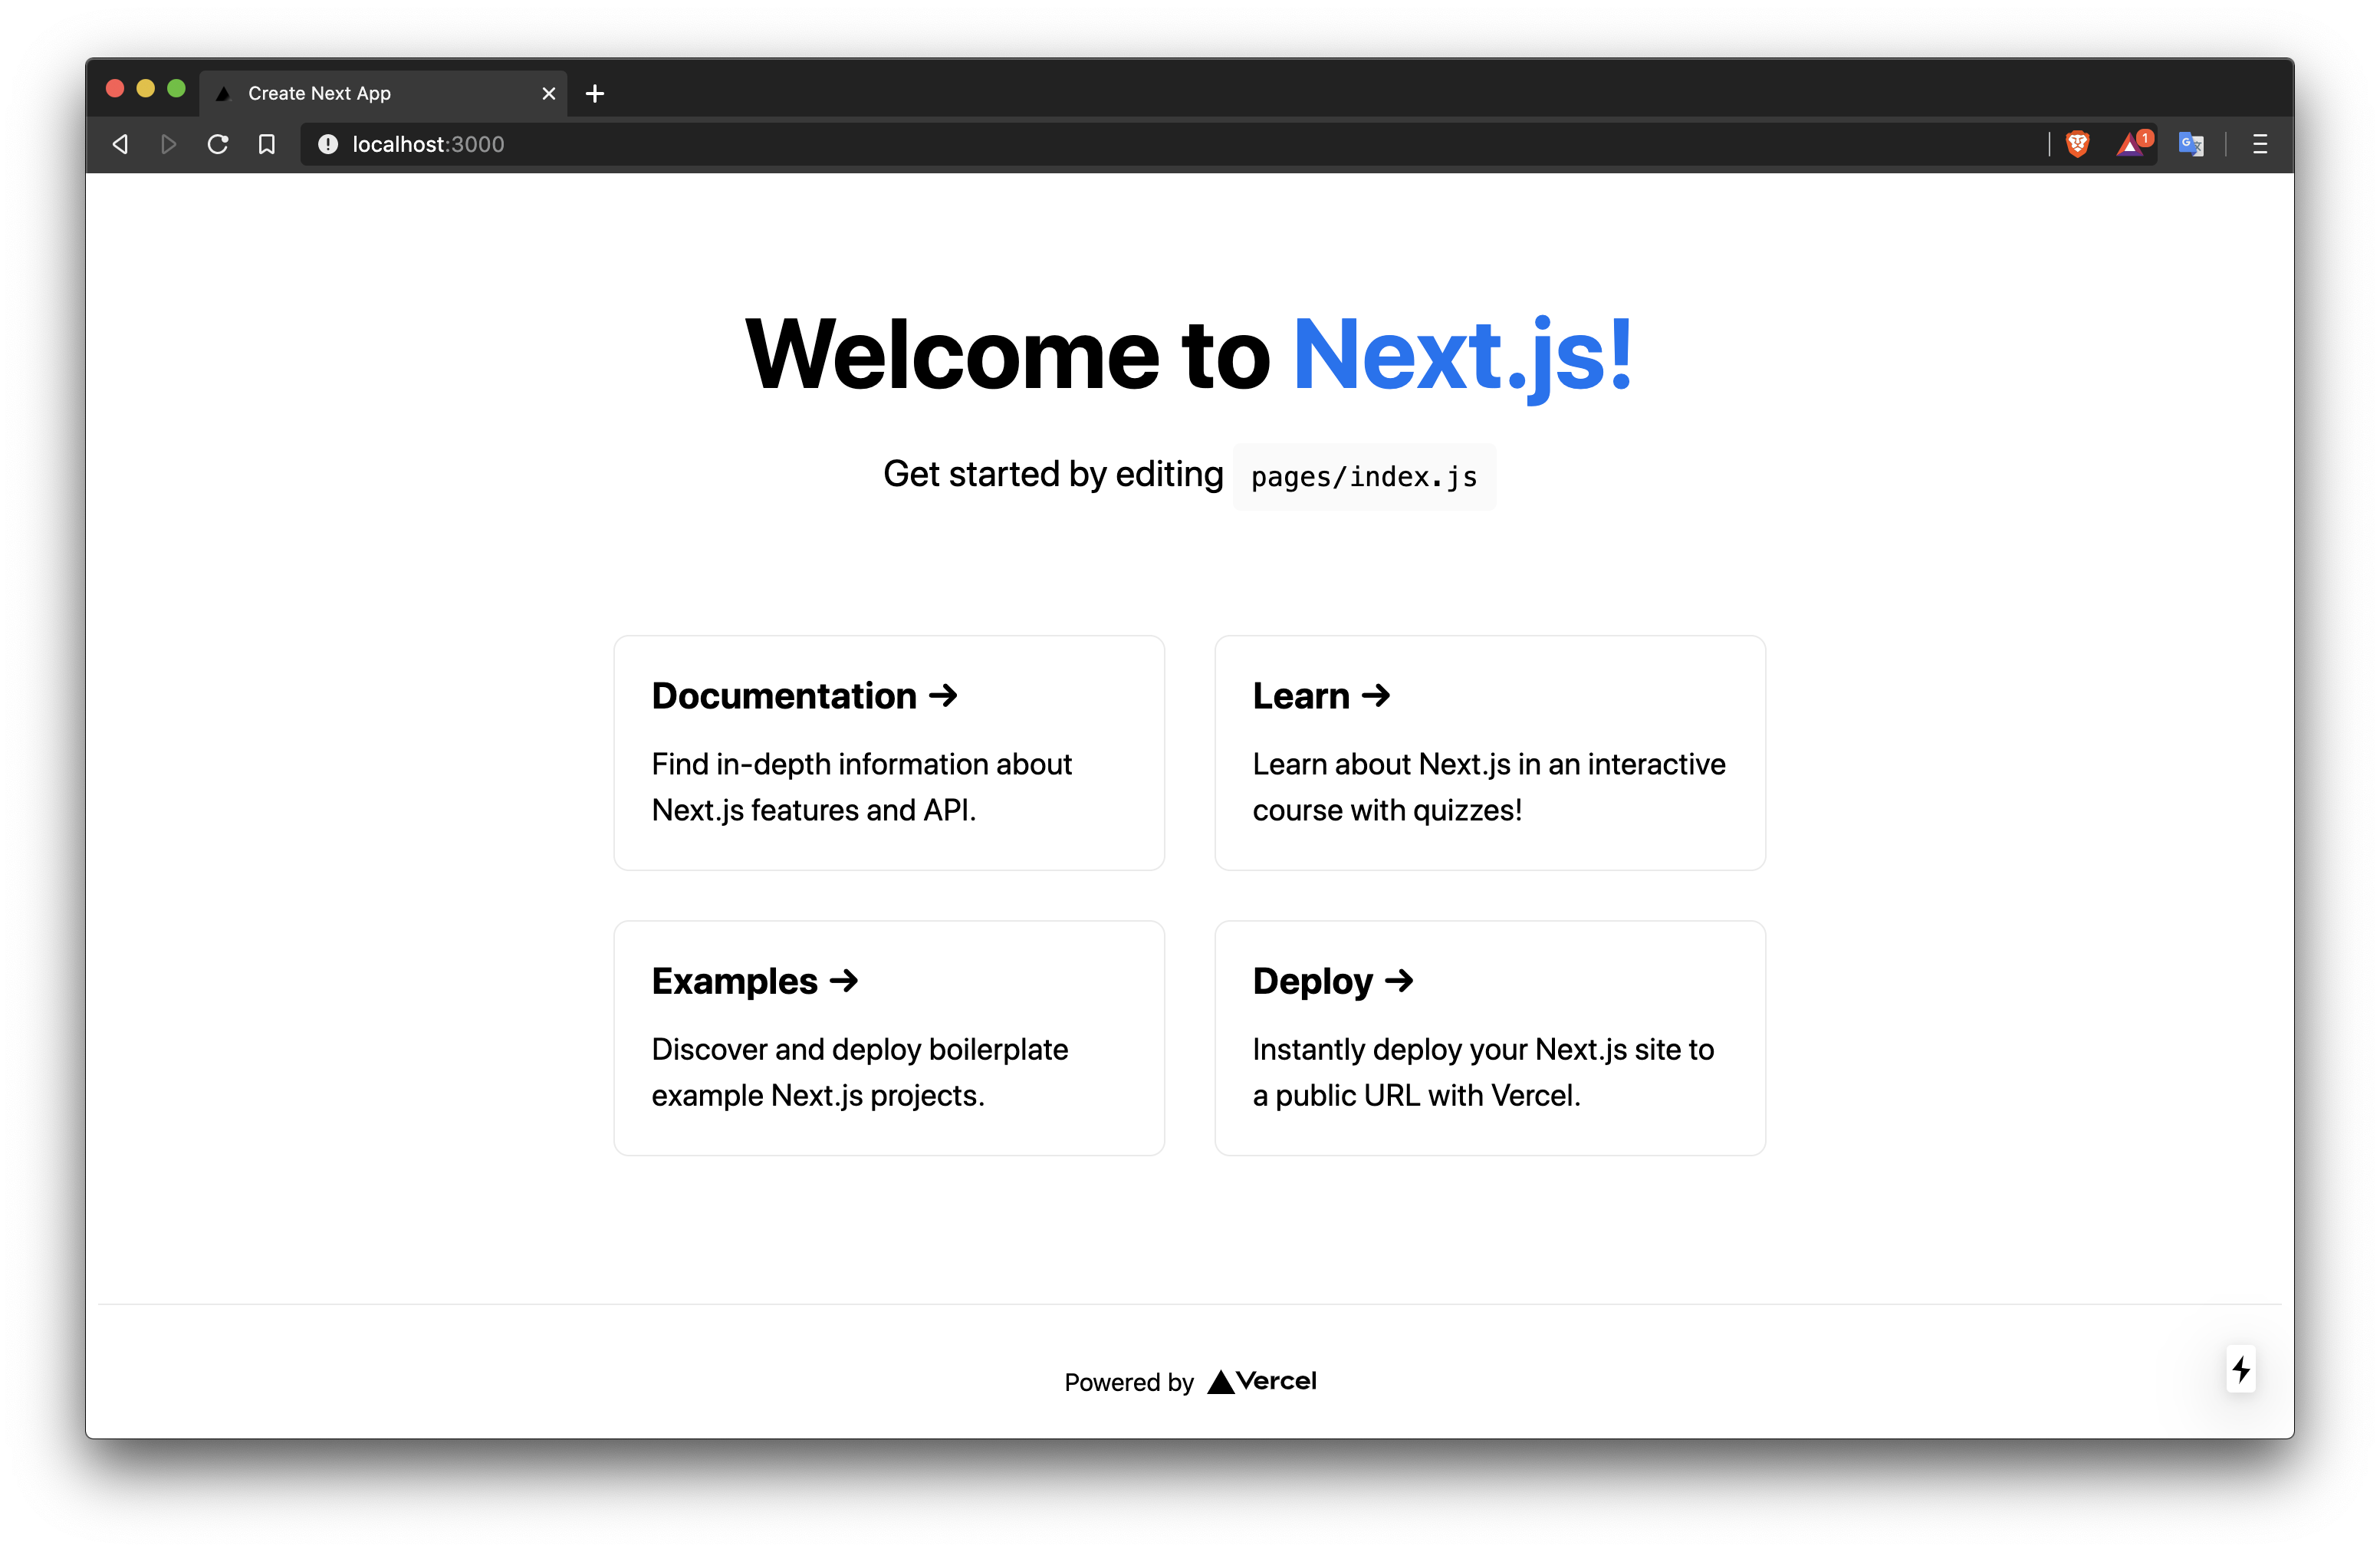 Create Next App
localhost:3000
1
Welcome to Next.js!
Get started by editing pages/index.js
Documentation →
Find in-depth information about
Next.js features and API.
Learn →
Learn about Next.js in an interactive
course with quizzes!
Examples →
Discover and deploy boilerplate
example Next.js projects.
Deploy →
Instantly deploy your Next.js site to
a public URL with Vercel.
Powered by Vercel